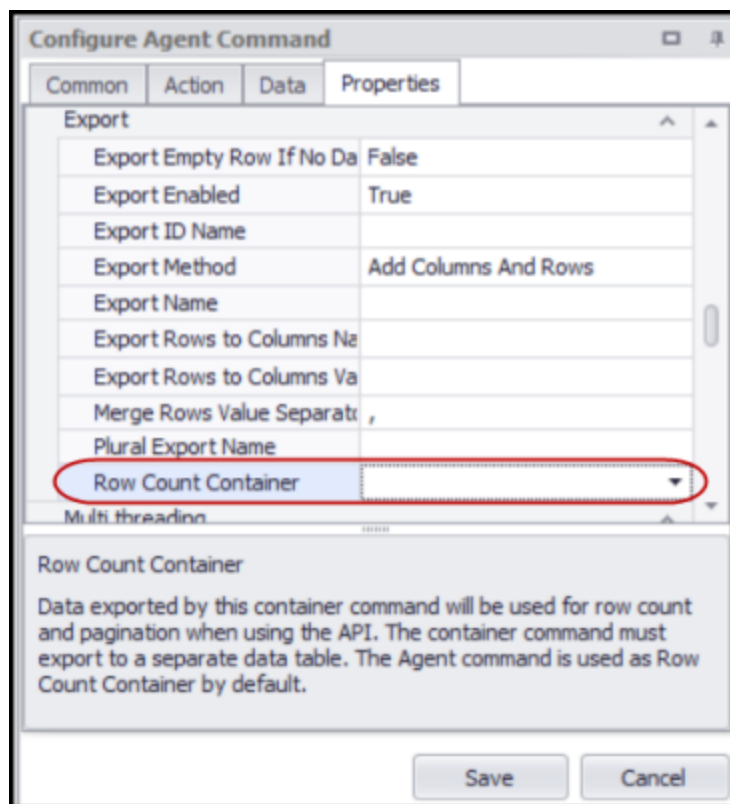 Configure Agent Command
Common Action Data Properties
Export
Export Empty Row If No Da False
Export Enabled True
Export ID Name
Export Method Add Columns And Rows
Export Name
Export Rows to Columns Na
Export Rows to Columns Va
Merge Rows Value Separato ,
Plural Export Name
Row Count Container
Multi threading
Row Count Container
Data exported by this container command will be used for row count
and pagination when using the API. The container command must
export to a separate data table. The Agent command is used as Row
Count Container by default.
Save Cancel